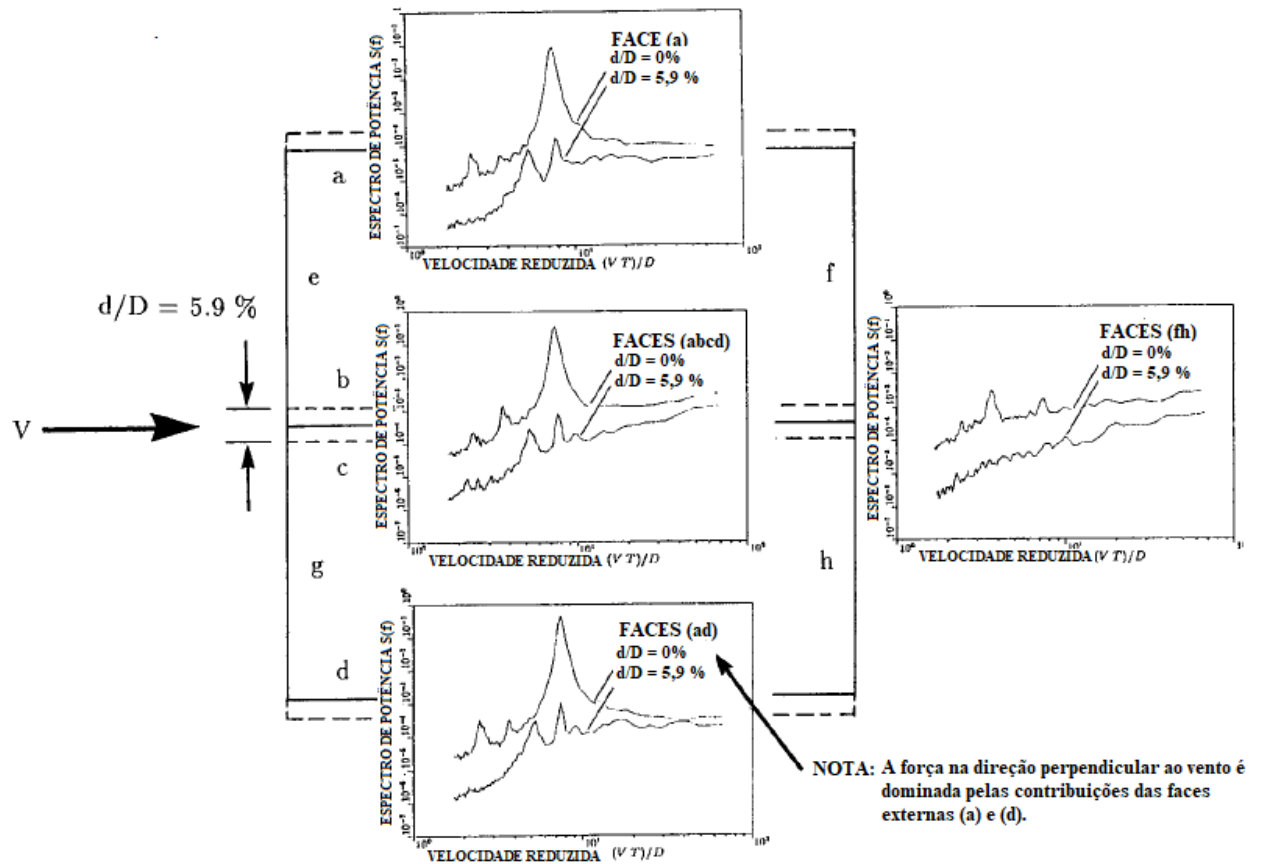 FACE (a)
d/D = 0%
d/D = 5,9 %
ESPECTRO DE POTÊNCIA S(f)
VELOCIDADE REDUZIDA (V T)/D
a
e
f
d/D = 5.9 %
b
V
c
g
h
d
FACES (abcd)
d/D = 0%
d/D = 5,9 %
ESPECTRO DE POTÊNCIA S(f)
VELOCIDADE REDUZIDA (V T)/D
FACES (fh)
d/D = 0%
d/D = 5,9 %
ESPECTRO DE POTÊNCIA S(f)
VELOCIDADE REDUZIDA (V T)/D
FACES (ad)
d/D = 0%
d/D = 5,9 %
ESPECTRO DE POTÊNCIA S(f)
VELOCIDADE REDUZIDA (V T)/D
NOTA: A força na direção perpendicular ao vento é
dominada pelas contribuições das faces
externas (a) e (d).